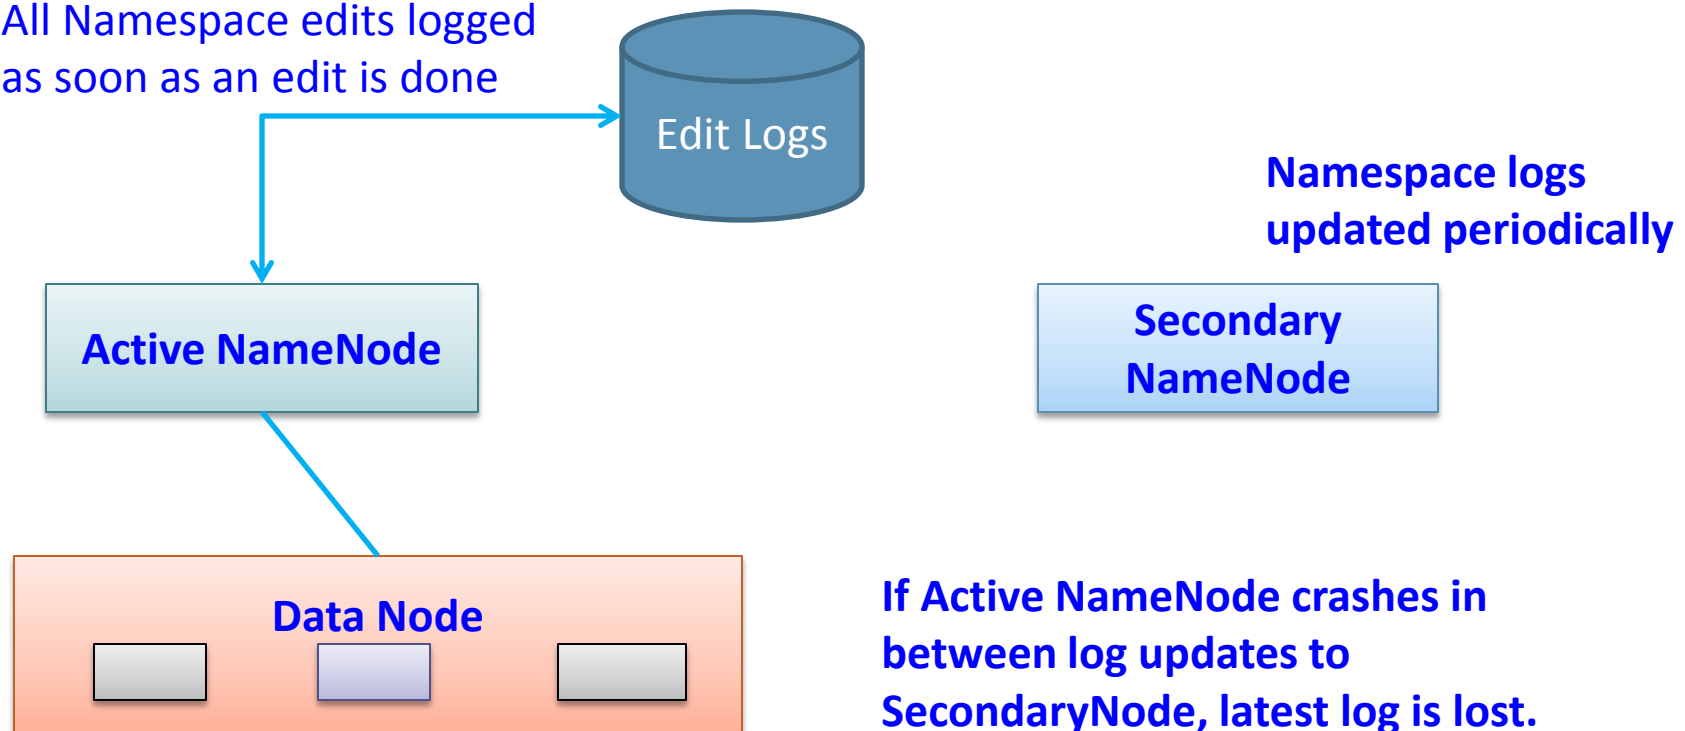 All Namespace edits logged
as soon as an edit is done
Edit Logs
Namespace logs
updated periodically
Active NameNode
Secondary
NameNode
Data Node
If Active NameNode crashes in
between log updates to
SecondaryNode, latest log is lost.